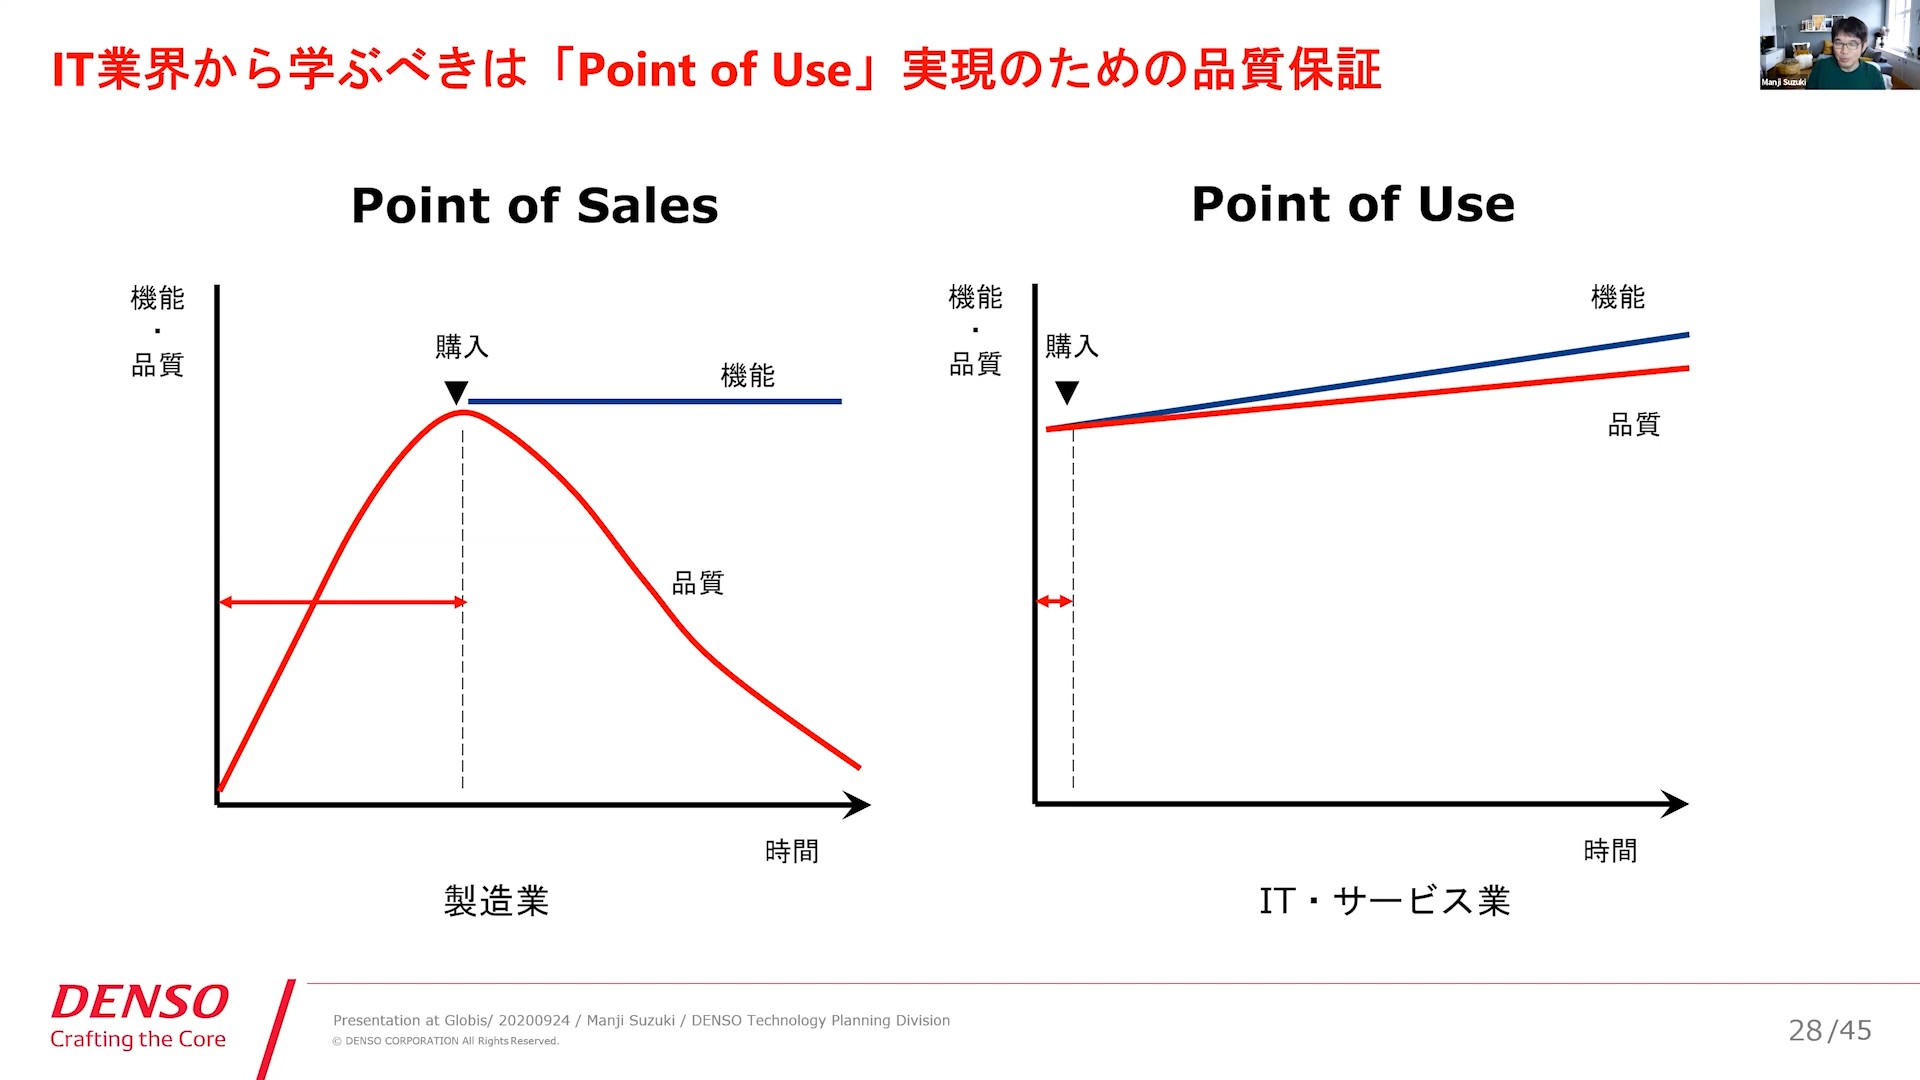 IT業界から学ぶべきは「Point of Use」実現のための品質保証
Manji Suzuki
Point of Sales
機能
・
品質
購入
機能
品質
時間
製造業
Point of Use
機能
・
品質
購入
機能
品質
時間
IT・サービス業
DENSO
Crafting the Core
Presentation at Globis/ 20200924 / Manji Suzuki / DENSO Technology Planning Division
© DENSO CORPORATION All Rights Reserved.
28/45